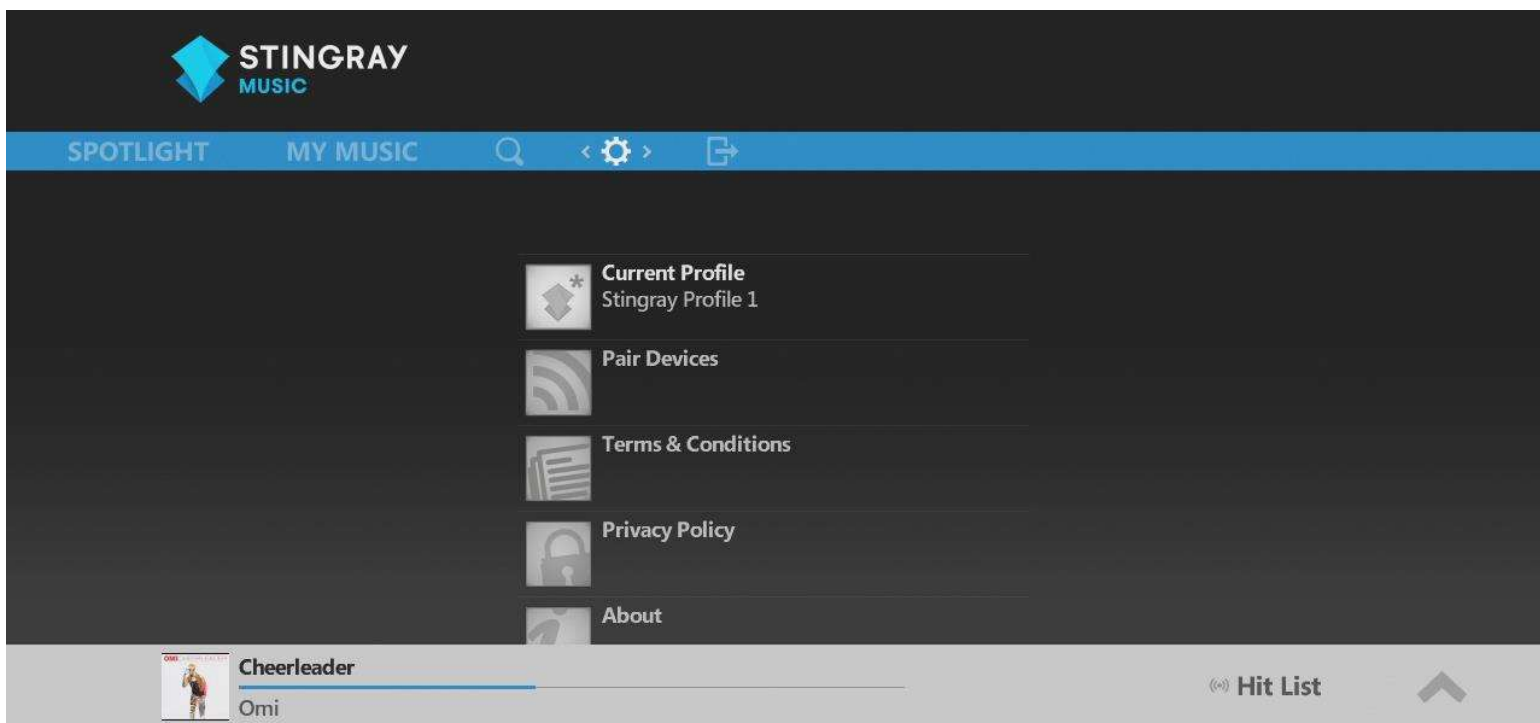 STINGRAY
MUSIC
SPOTLIGHT MY MUSIC
Current Profile
Stingray Profile 1
Pair Devices
Terms & Conditions
Privacy Policy
About
Cheerleader
Omi
Hit List